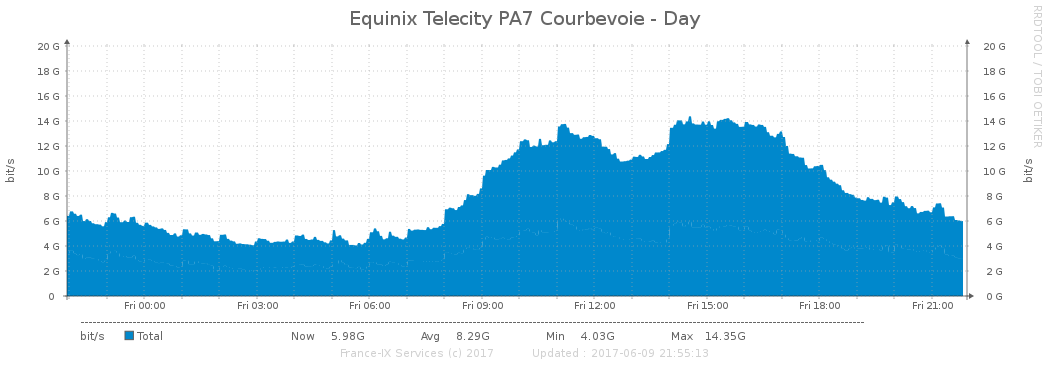 Equinix Telecity PA7 Courbevoie - Day
RRDTOOL / TOBI OETIKER
bit/s
20 G 20 G
18 G 18 G
16 G 16 G
14 G 14 G
12 G 12 G
10 G 10 G
8 G 8 G
6 G 6 G
4 G 4 G
2 G 2 G
0 0 G
bit/s
Fri 00:00 Fri 03:00 Fri 06:00 Fri 09:00 Fri 12:00 Fri 15:00 Fri 18:00 Fri 21:00
bit/s Total Now 5.98G Avg 8.29G Min 4.03G Max 14.35G
France-IX Services (c) 2017 Updated : 2017-06-09 21:55:13